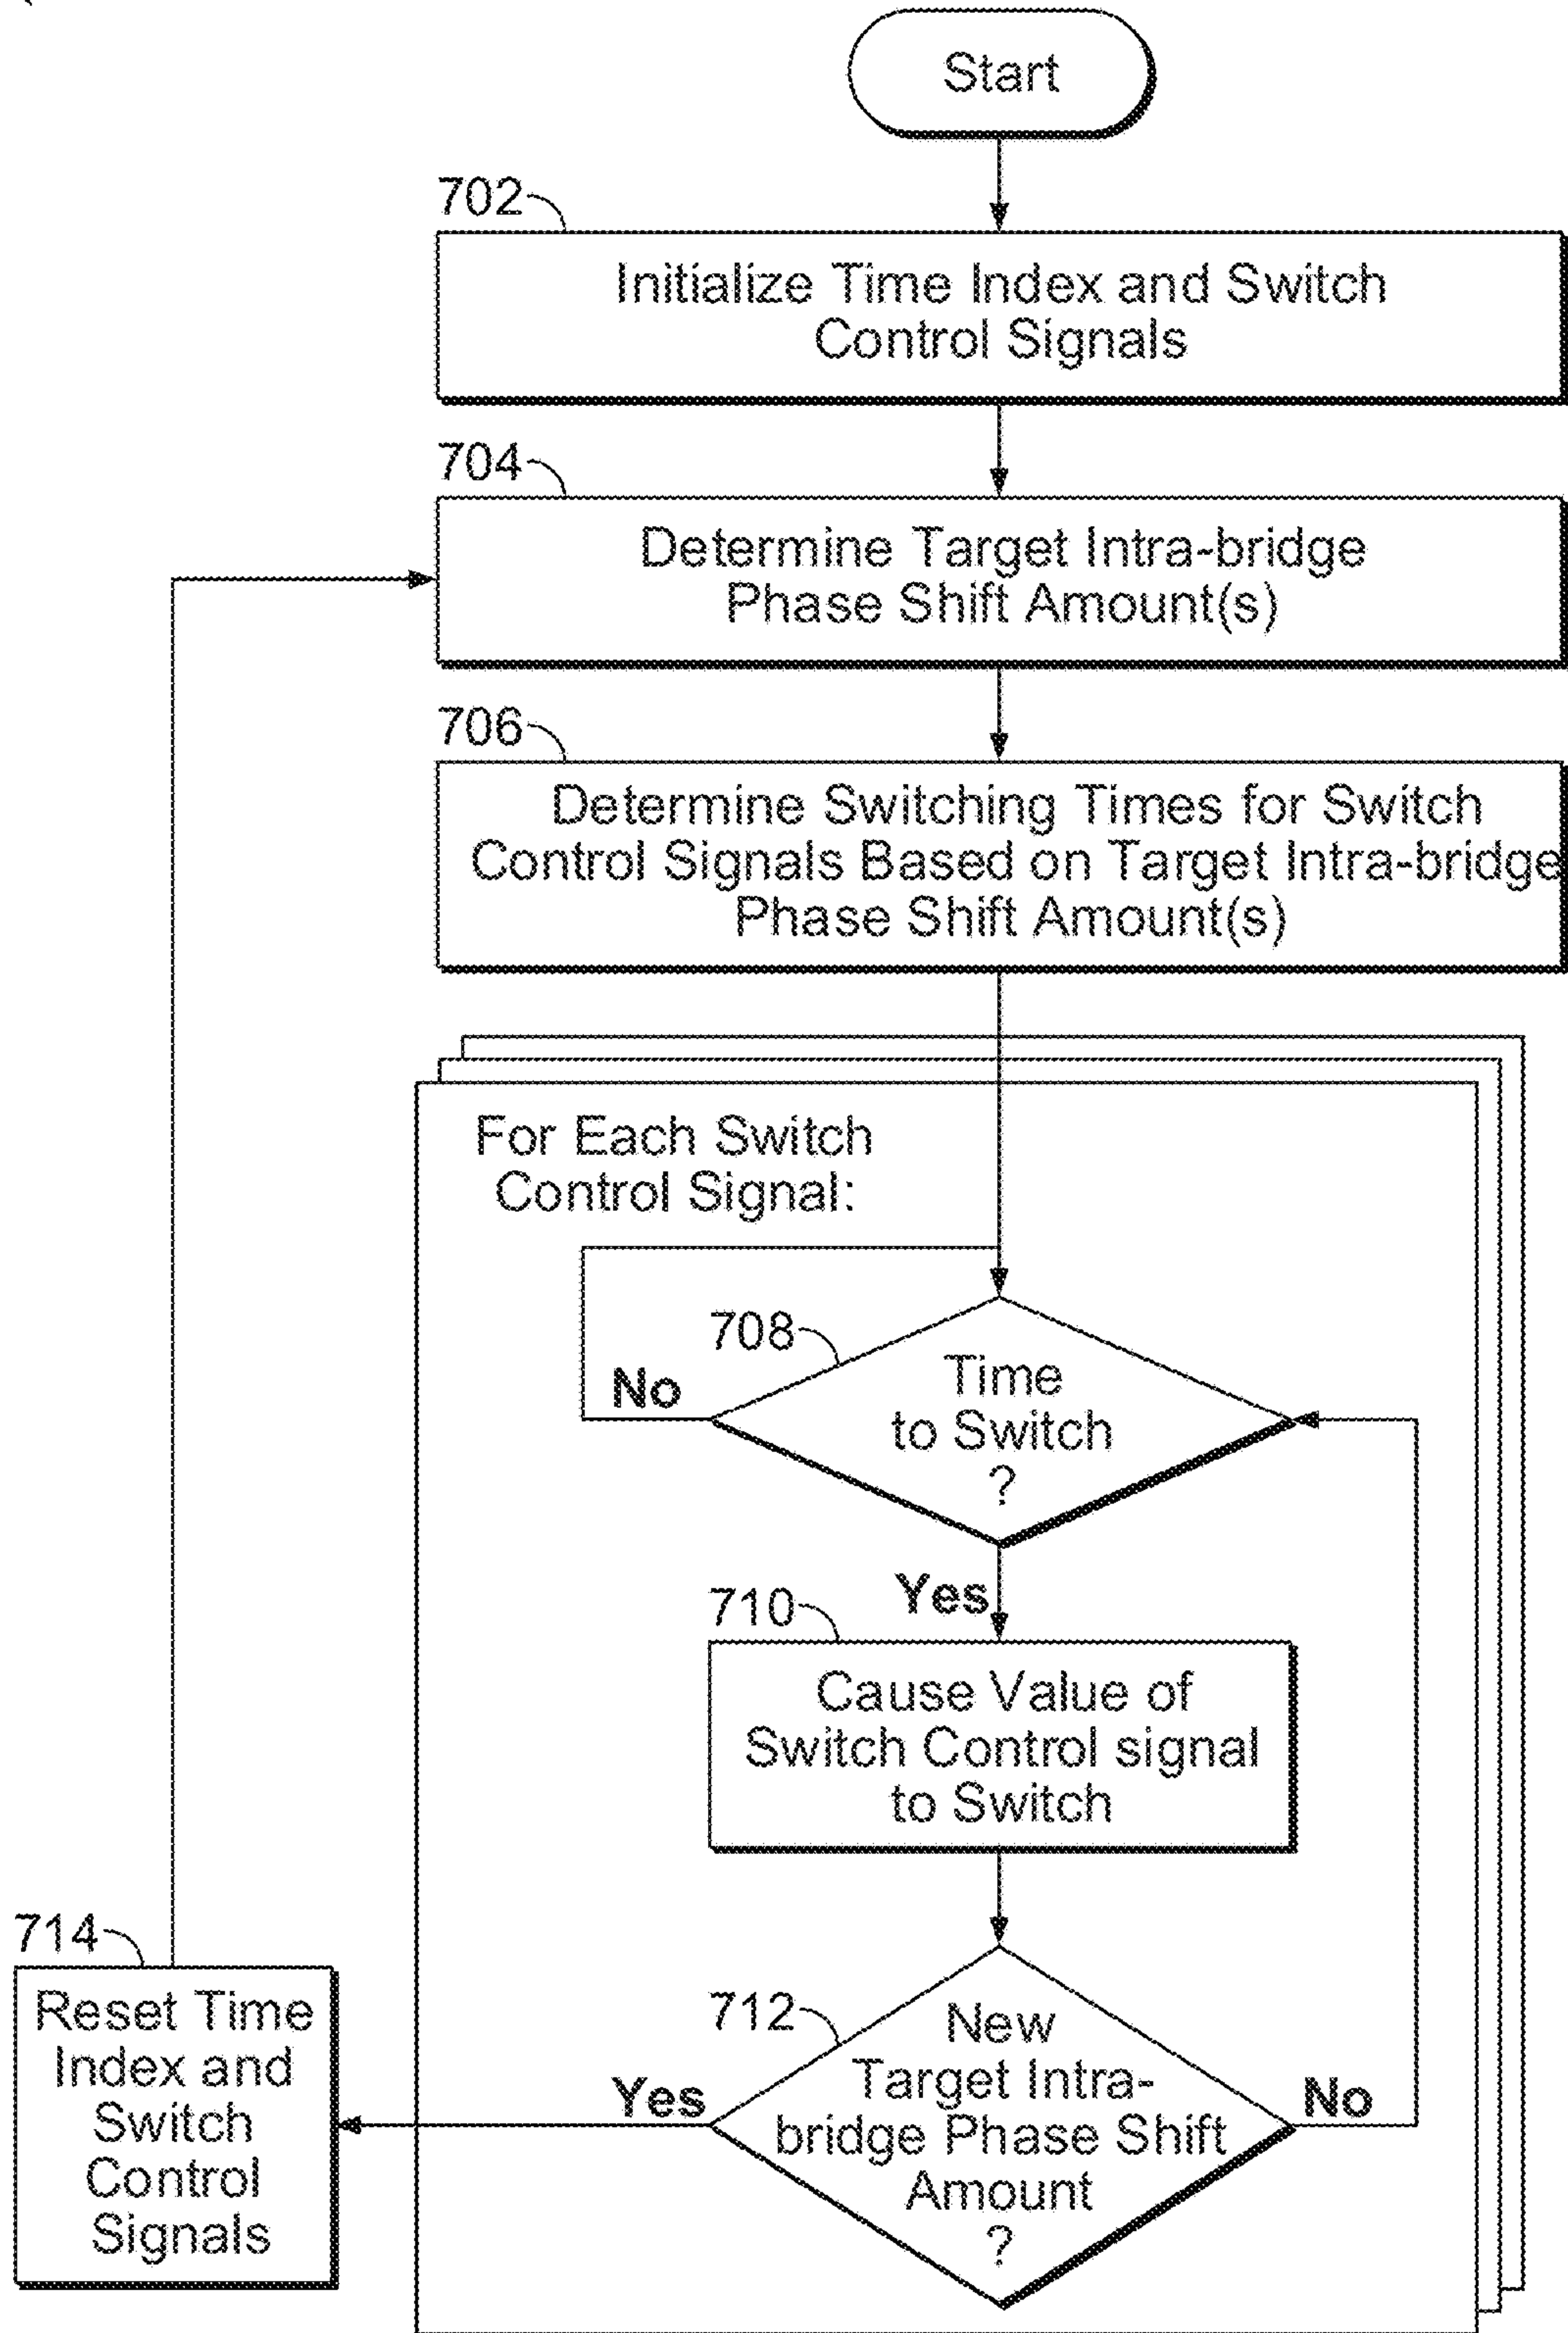 Start
702
Initialize Time Index and Switch
Control Signals
704
Determine Target Intra-bridge
Phase Shift Amount(s)
706
Determine Switching Times for Switch
Control Signals Based on Target Intra-bridge
Phase Shift Amount(s)
For Each Switch
Control Signal:
708
No
Time
to Switch
?
Yes
710
Cause Value of
Switch Control signal
to Switch
712
New
Target Intra-
bridge Phase Shift
Amount
?
Yes
No
714
Reset Time
Index and
Switch
Control
Signals